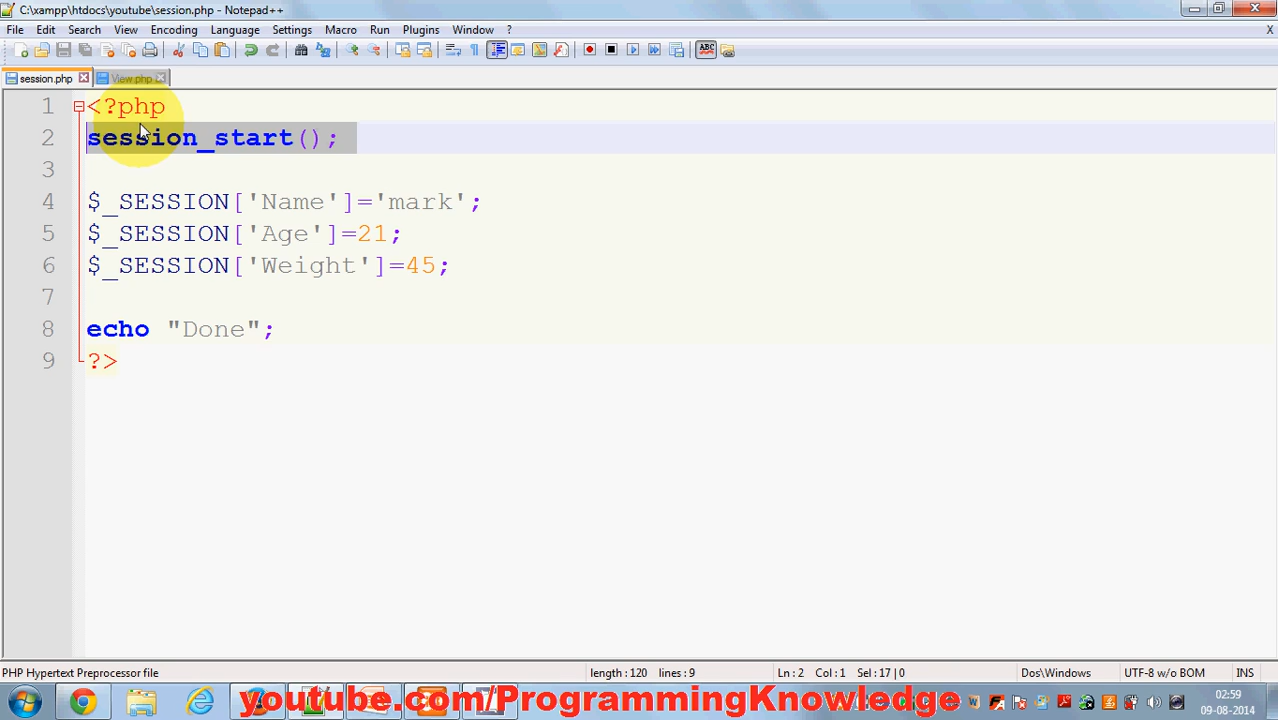 C:\xampp\htdocs\youtube\session.php - Notepad++
File Edit Search View Encoding Language Settings Macro Run Plugins Window ? X
session.php View.php
1 <?php
2 session_start();
3
4 $_SESSION['Name']='mark';
5 $_SESSION['Age']=21;
6 $_SESSION['Weight']=45;
7
8 echo "Done";
9 ?>
PHP Hypertext Preprocessor file length : 120 lines : 9 Ln : 2 Col : 1 Sel : 17 | 0 Dos\Windows UTF-8 w/o BOM INS
youtube.com/ProgrammingKnowledge
02:59
09-08-2014